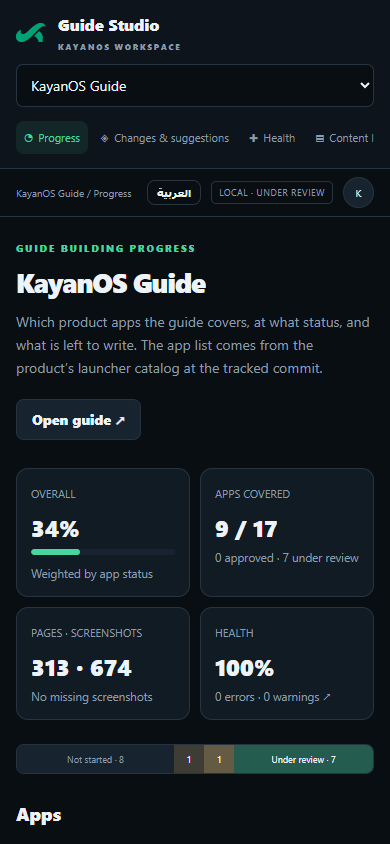 Guide Studio
KAYANOS WORKSPACE
KayanOS Guide
Progress
Changes & suggestions
Health
Content
KayanOS Guide / Progress
العربية
LOCAL · UNDER REVIEW
K
GUIDE BUILDING PROGRESS
KayanOS Guide
Which product apps the guide covers, at what status, and
what is left to write. The app list comes from the
product's launcher catalog at the tracked commit.
Open guide ↗
OVERALL
34%
Weighted by app status
APPS COVERED
9 / 17
0 approved · 7 under review
PAGES · SCREENSHOTS
313 · 674
No missing screenshots
HEALTH
100%
0 errors · 0 warnings ↗
Not started · 8
1
1
Under review · 7
Apps